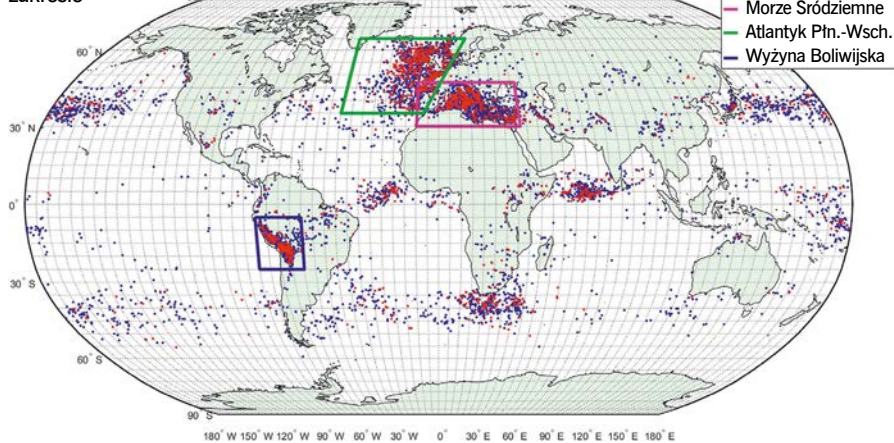 zakresie
Morze Śródziemne
Atlantyk Płn.-Wsch.
Wyżyna Boliwijska
60° N
30° N
0°
30° S
60° S
90° S
180° W 150° W 120° W 90° W 60° W 30° W 0° 30° E 60° E 90° E 120° E 150° E 180° E